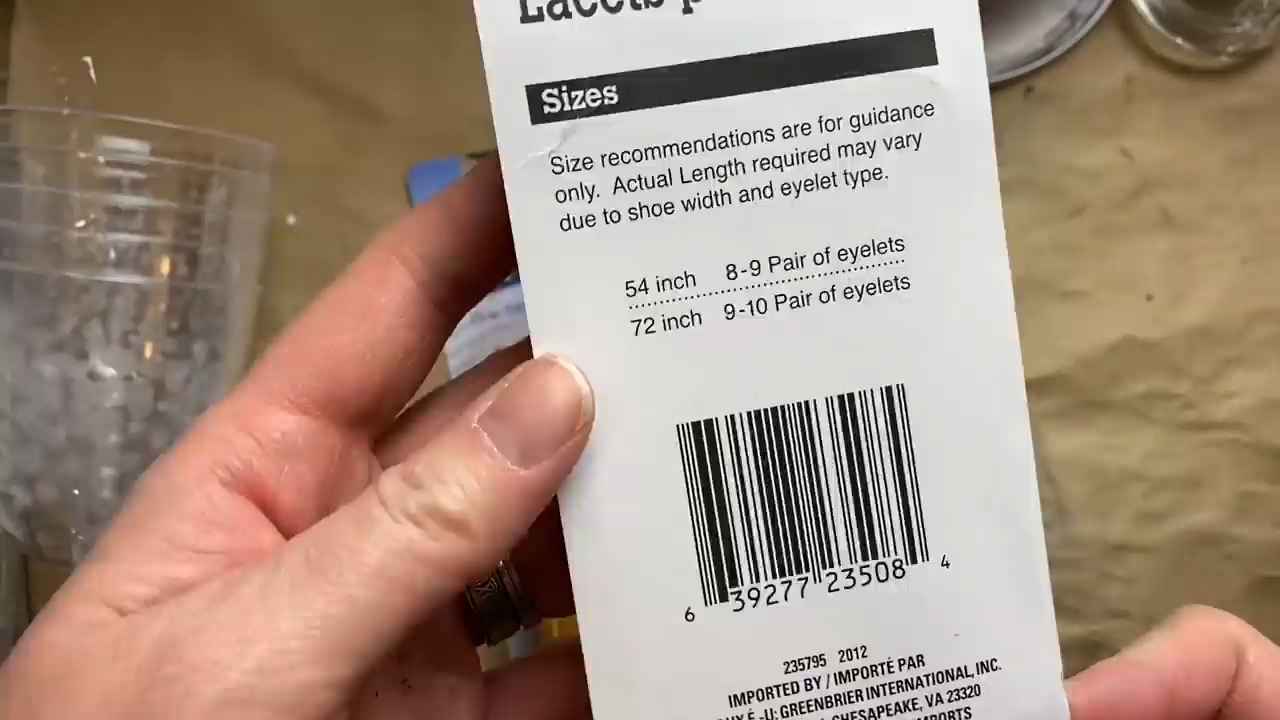 Lacets p
Sizes
Size recommendations are for guidance
only. Actual Length required may vary
due to shoe width and eyelet type.
54 inch 8-9 Pair of eyelets
72 inch 9-10 Pair of eyelets
6 39277 23508 4
235795 2012
IMPORTED BY / IMPORTÉ PAR
É.-U: GREENBRIER INTERNATIONAL, INC.
CHESAPEAKE, VA 23320